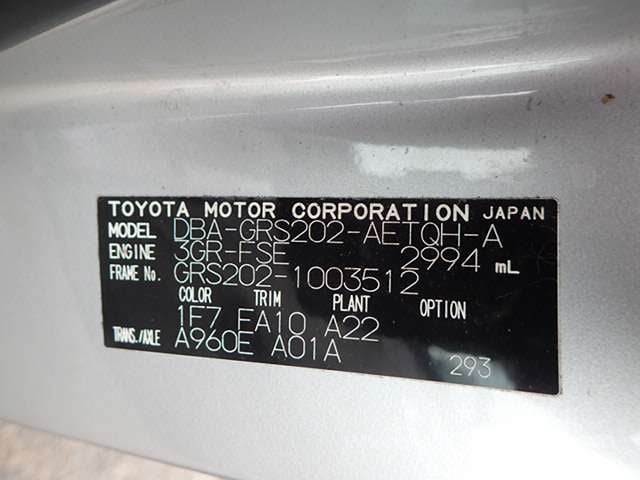 TOYOTA MOTOR CORPORATION JAPAN
MODEL DBA-GRS202-AETQH-A
ENGINE 3GR-FSE 2994 mL
FRAME No. GRS202-1003512
COLOR TRIM PLANT OPTION
1F7 EA10 A22
TRANS./AXLE A960E A01A
293